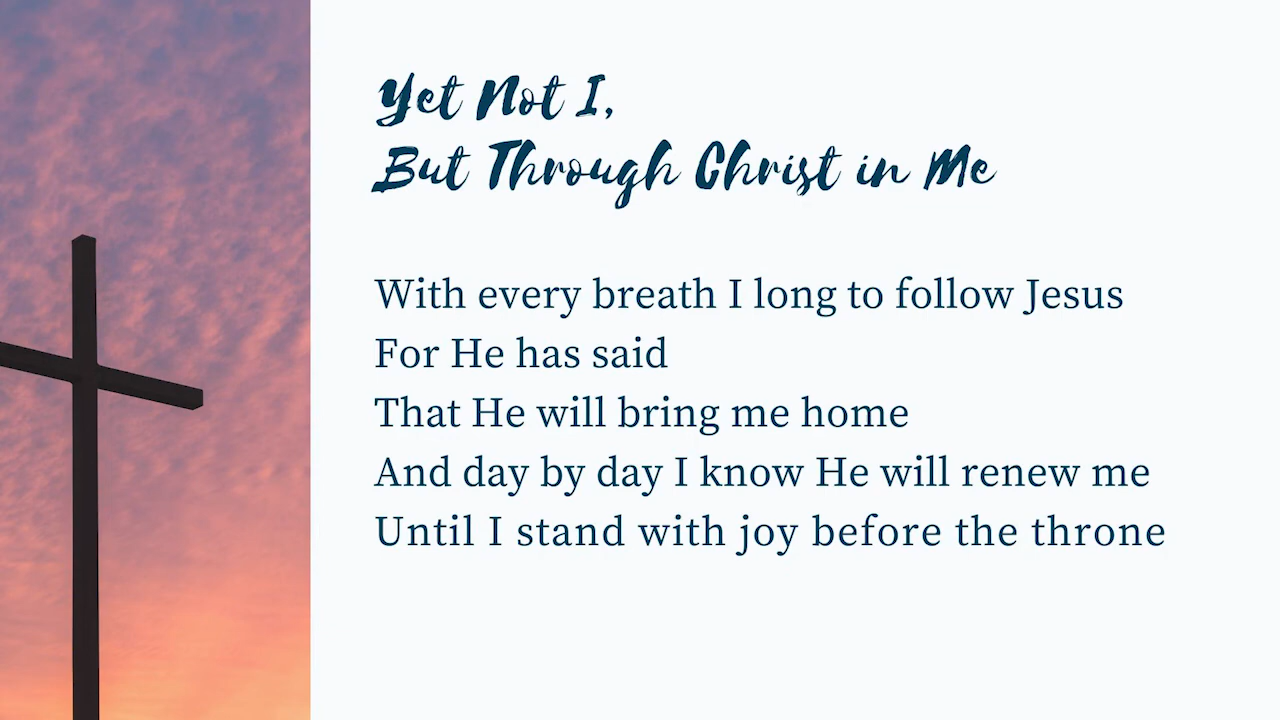 Yet Not I,
But Through Christ in Me
With every breath I long to follow Jesus
For He has said
That He will bring me home
And day by day I know He will renew me
Until I stand with joy before the throne